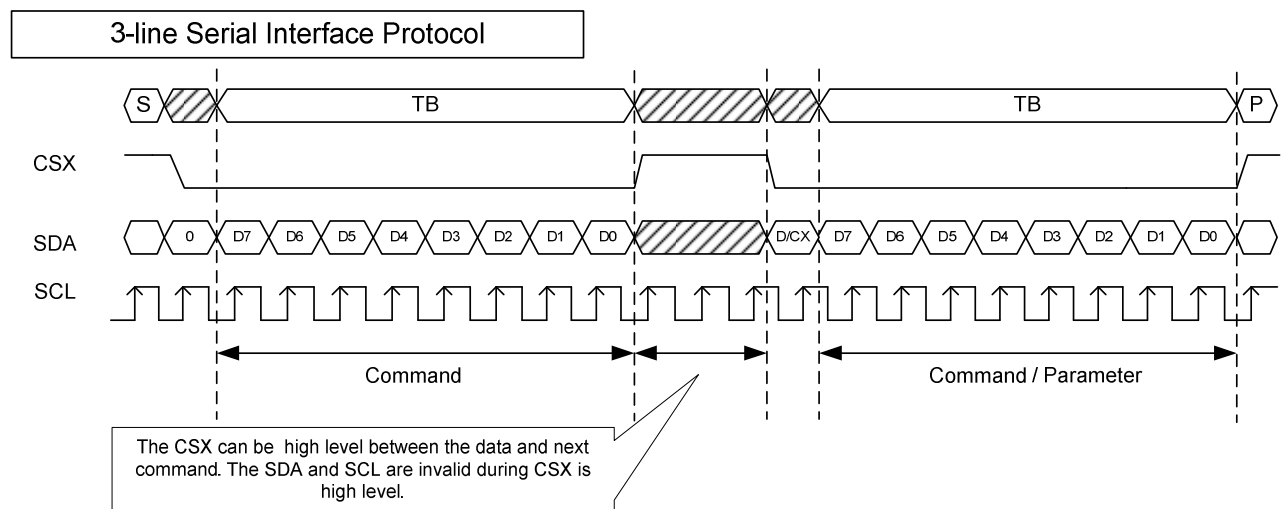 3-line Serial Interface Protocol
S TB TB P
CSX
SDA 0 D7 D6 D5 D4 D3 D2 D1 D0 D/CX D7 D6 D5 D4 D3 D2 D1 D0
SCL
Command Command / Parameter
The CSX can be high level between the data and next
command. The SDA and SCL are invalid during CSX is
high level.